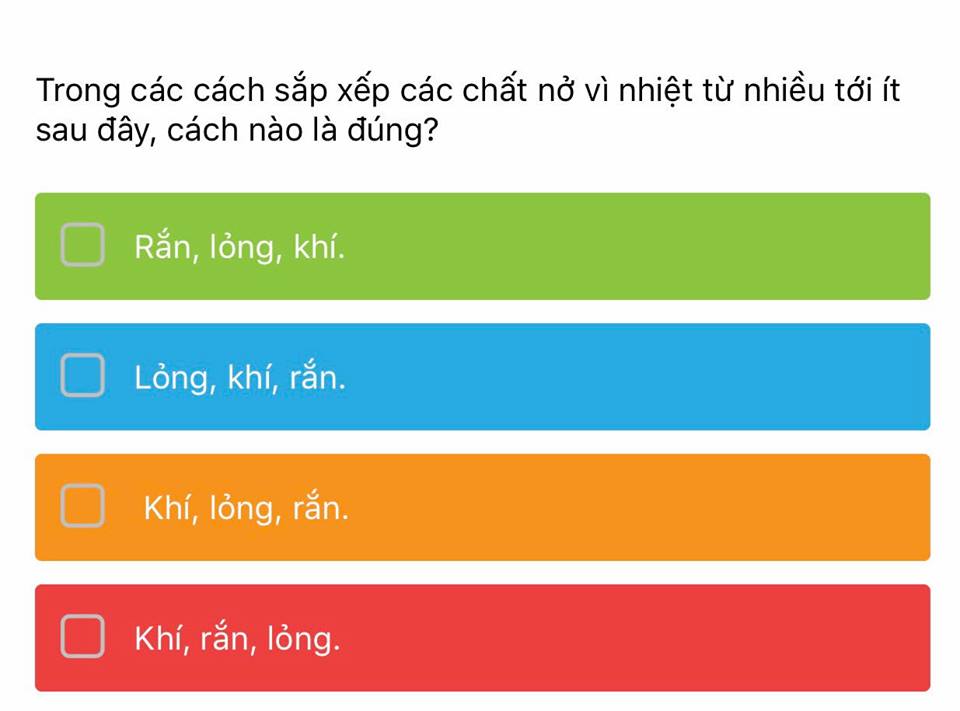 Trong các cách sắp xếp các chất nở vì nhiệt từ nhiều tới ít
sau đây, cách nào là đúng?
Rắn, lỏng, khí.
Lỏng, khí, rắn.
Khí, lỏng, rắn.
Khí, rắn, lỏng.